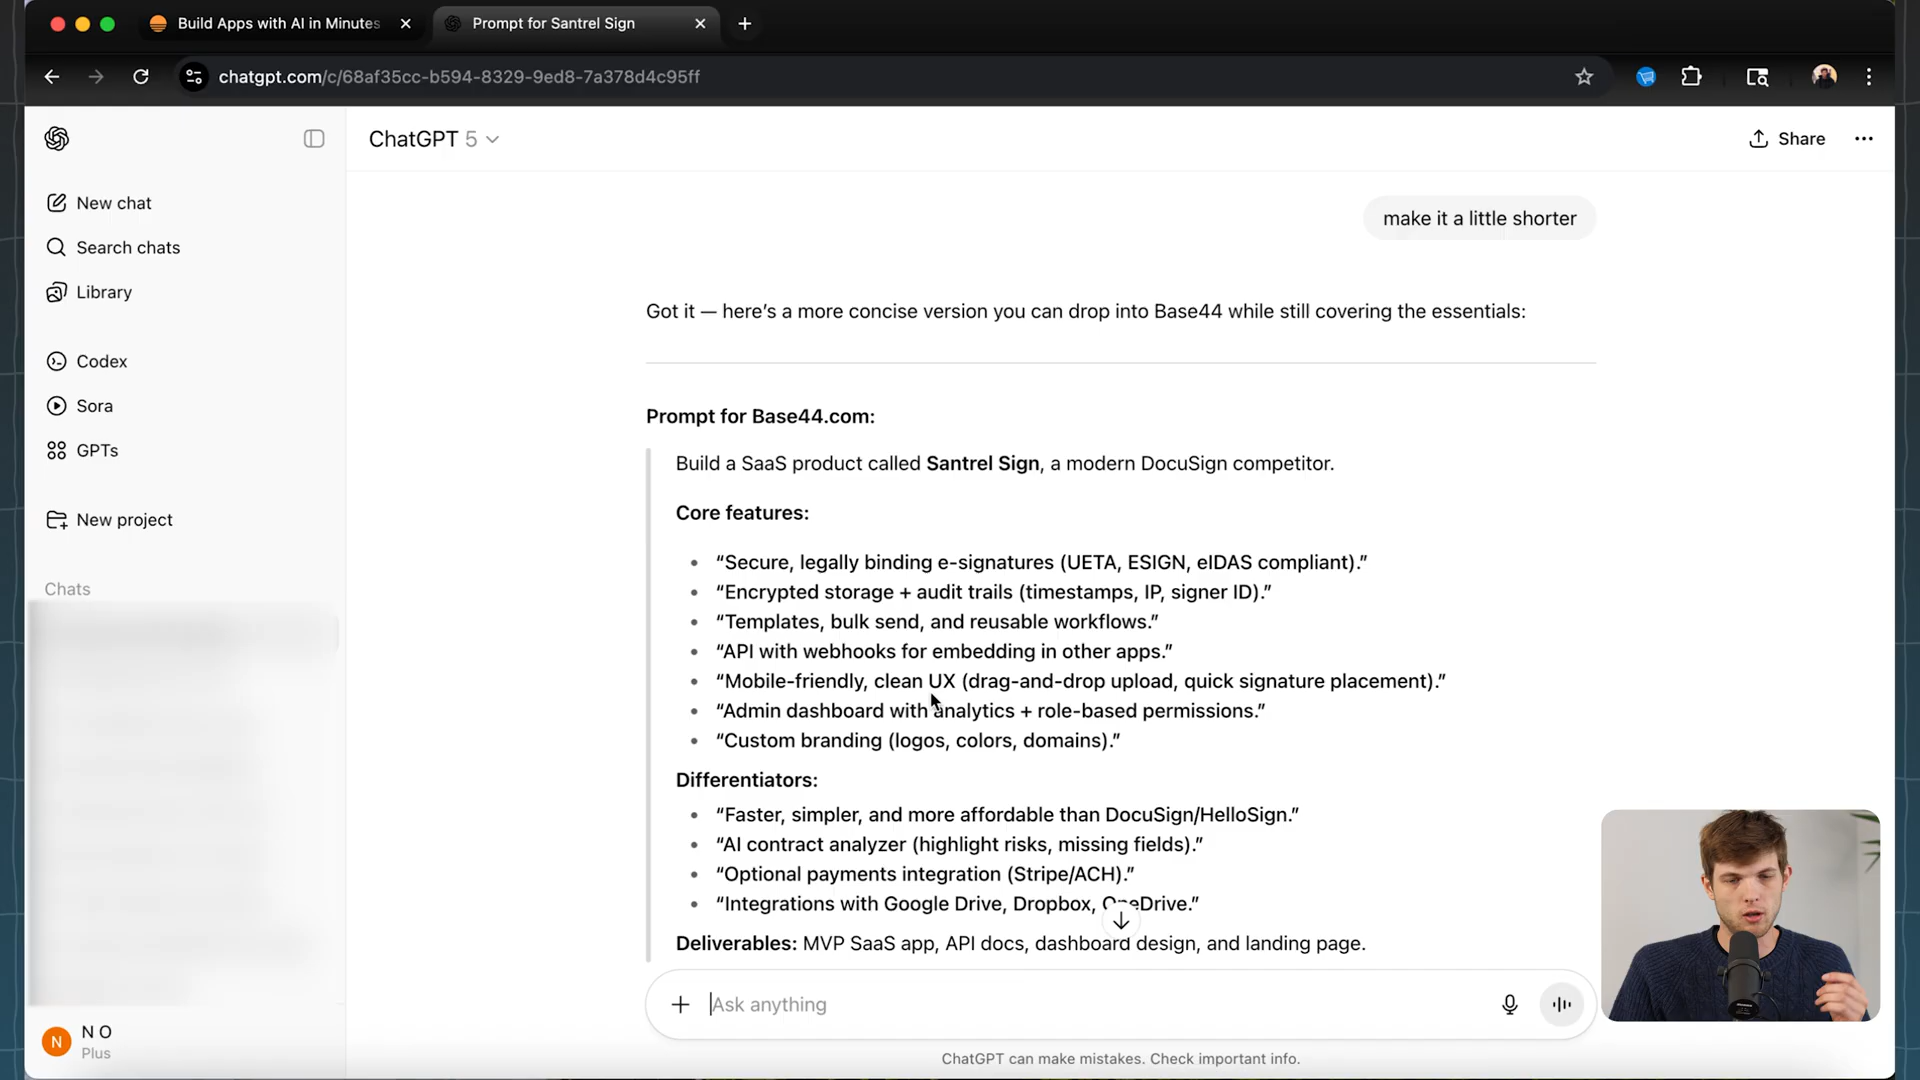 Build Apps with AI in Minutes
Prompt for Santrel Sign
chatgpt.com/c/68af35cc-b594-8329-9ed8-7a378d4c95ff
ChatGPT 5
Share
New chat
Search chats
Library
Codex
Sora
GPTs
New project
Chats
N
N O
Plus
make it a little shorter
Got it — here’s a more concise version you can drop into Base44 while still covering the essentials:
Prompt for Base44.com:
Build a SaaS product called Santrel Sign, a modern DocuSign competitor.
Core features:
• “Secure, legally binding e-signatures (UETA, ESIGN, eIDAS compliant).”
• “Encrypted storage + audit trails (timestamps, IP, signer ID).”
• “Templates, bulk send, and reusable workflows.”
• “API with webhooks for embedding in other apps.”
• “Mobile-friendly, clean UX (drag-and-drop upload, quick signature placement).”
• “Admin dashboard with analytics + role-based permissions.”
• “Custom branding (logos, colors, domains).”
Differentiators:
• “Faster, simpler, and more affordable than DocuSign/HelloSign.”
• “AI contract analyzer (highlight risks, missing fields).”
• “Optional payments integration (Stripe/ACH).”
• “Integrations with Google Drive, Dropbox, OneDrive.”
Deliverables: MVP SaaS app, API docs, dashboard design, and landing page.
Ask anything
ChatGPT can make mistakes. Check important info.